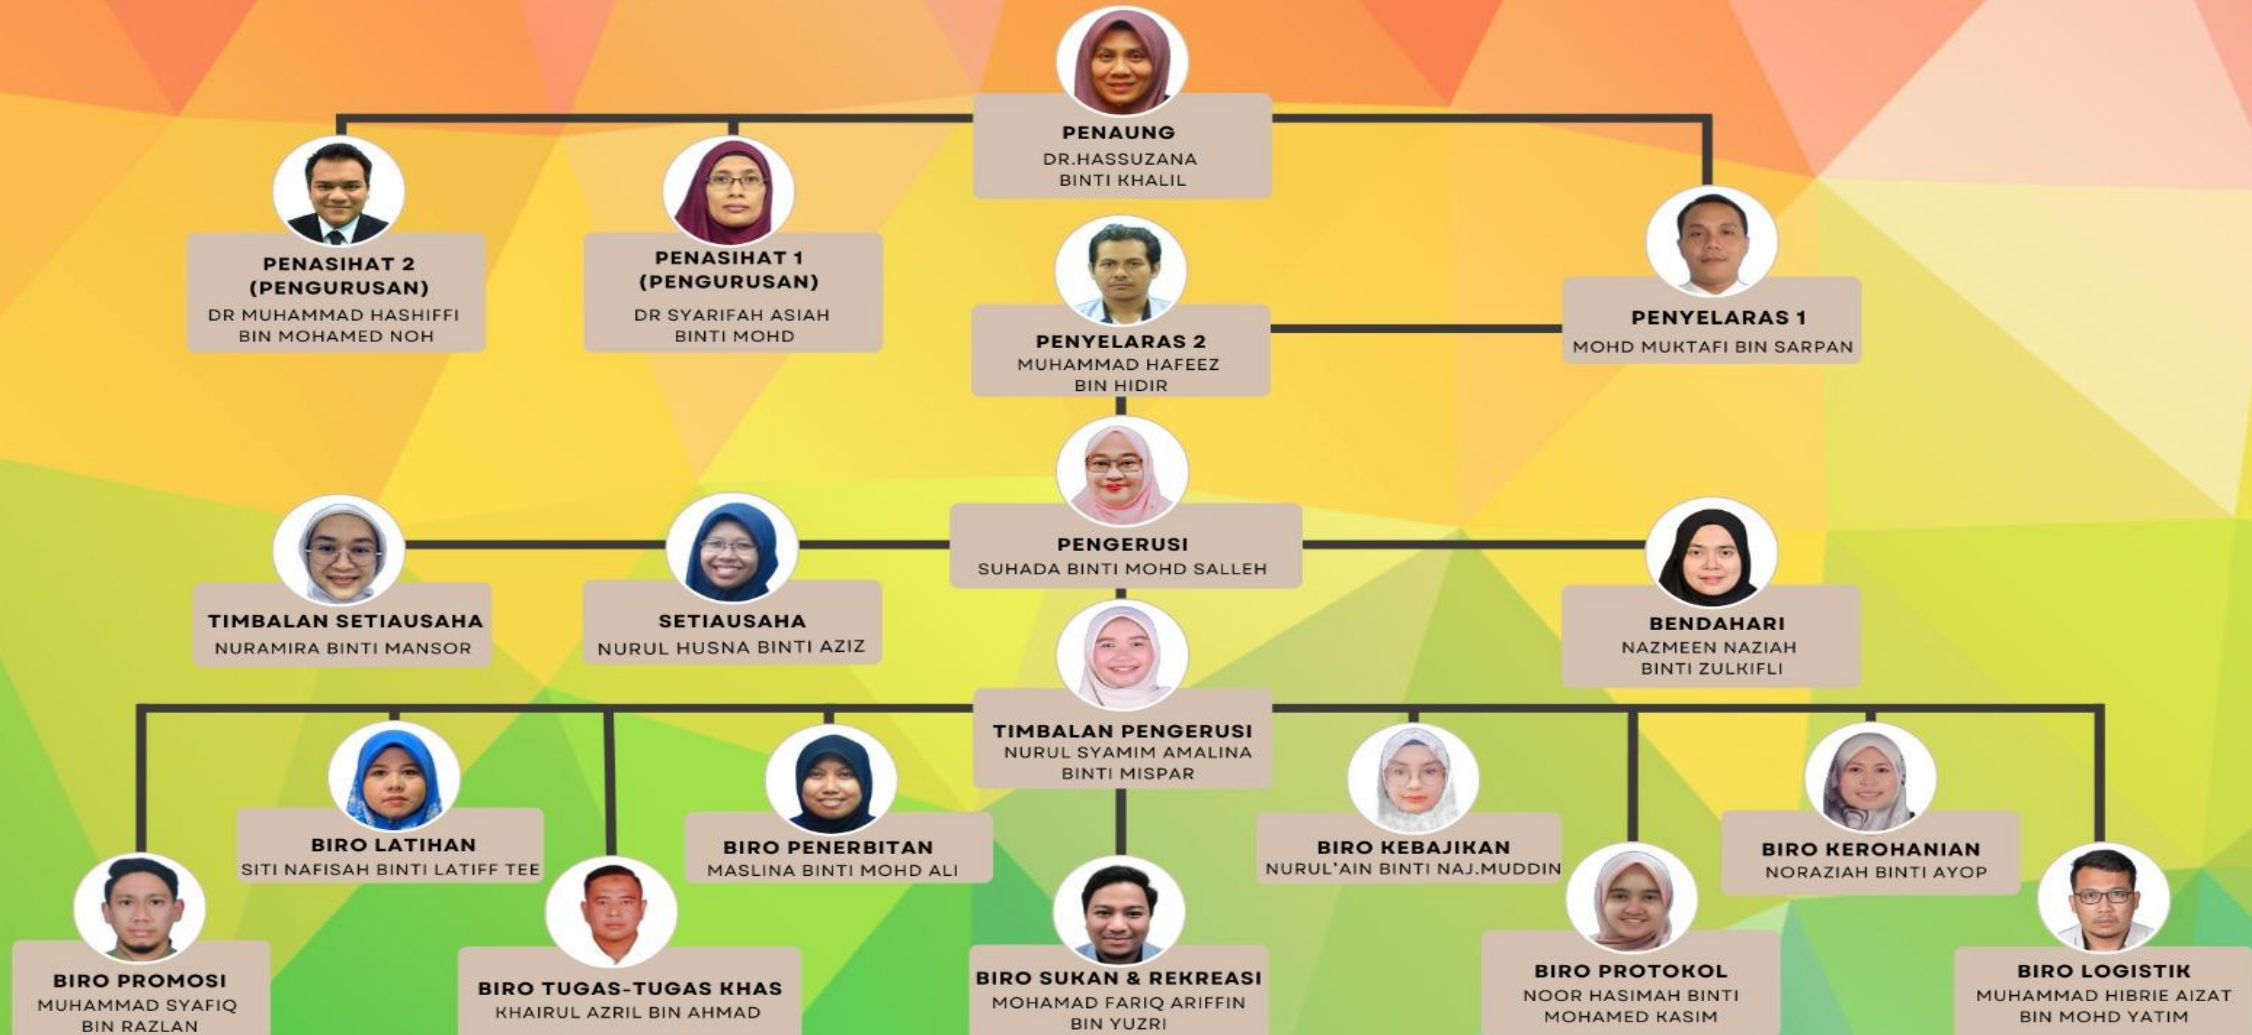 PENAUNG
DR.HASSUZANA
BINTI KHALIL
PENASIHAT 2
(PENGURUSAN)
DR MUHAMMAD HASHIFFI
BIN MOHAMED NOH
PENASIHAT 1
(PENGURUSAN)
DR SYARIFAH ASIAH
BINTI MOHD
PENYELARAS 2
MUHAMMAD HAFEEZ
BIN HIDIR
PENYELARAS 1
MOHD MUKTAFI BIN SARPAN
PENGERUSI
SUHADA BINTI MOHD SALLEH
TIMBALAN SETIAUSAHA
NURAMIRA BINTI MANSOR
SETIAUSAHA
NURUL HUSNA BINTI AZIZ
BENDAHARI
NAZMEEN NAZIAH
BINTI ZULKIFLI
TIMBALAN PENGERUSI
NURUL SYAMIM AMALINA
BINTI MISPAR
BIRO LATIHAN
SITI NAFISAH BINTI LATIFF TEE
BIRO PENERBITAN
MASLINA BINTI MOHD ALI
BIRO KEBAJIKAN
NURUL'AIN BINTI NAJ.MUDDIN
BIRO KEROHANIAN
NORAZIAH BINTI AYOP
BIRO PROMOSI
MUHAMMAD SYAFIQ
BIN RAZLAN
BIRO TUGAS-TUGAS KHAS
KHAIRUL AZRIL BIN AHMAD
BIRO SUKAN & REKREASI
MOHAMAD FARIQ ARIFFIN
BIN YUZRI
BIRO PROTOKOL
NOOR HASIMAH BINTI
MOHAMED KASIM
BIRO LOGISTIK
MUHAMMAD HIBRIE AIZAT
BIN MOHD YATIM